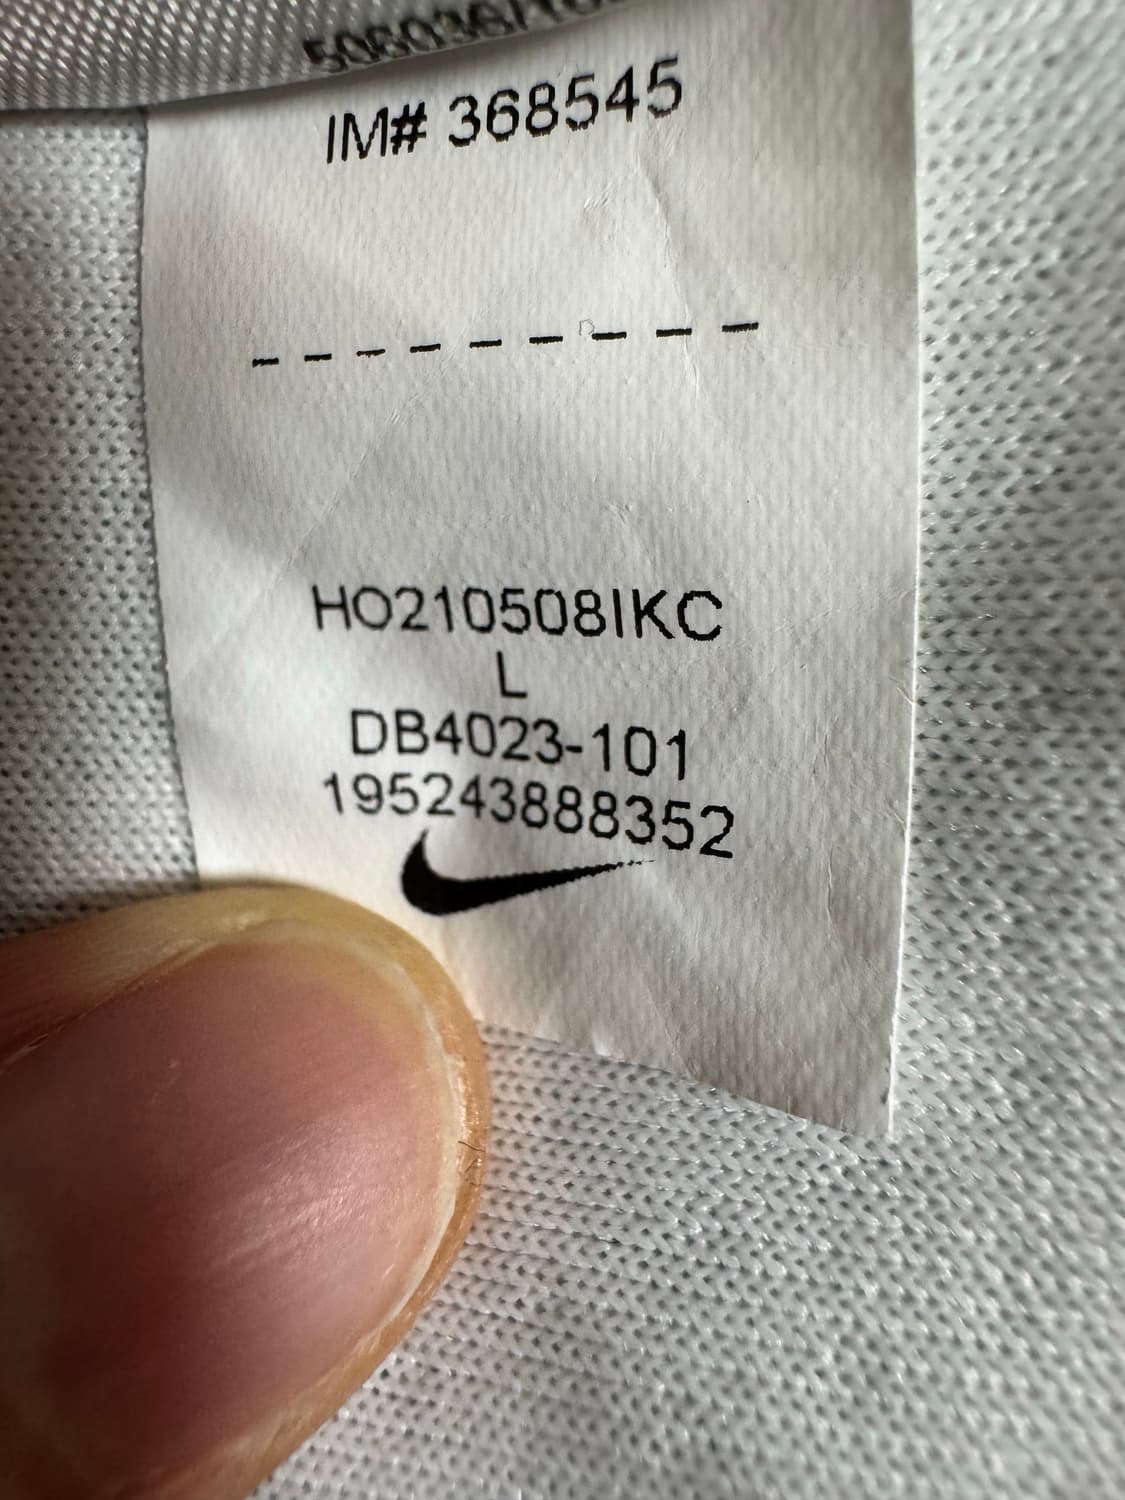 IM# 368545
- - - - - - - - -
HO210508IKC
L
DB4023-101
195243888352